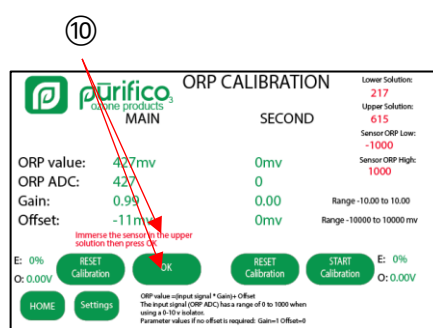 ⑩
pürifico₃
ozone products
ORP CALIBRATION
Lower Solution:
217
Upper Solution:
615
Sensor ORP Low:
-1000
Sensor ORP High:
1000
MAIN SECOND
ORP value: 427mv 0mv
ORP ADC: 427 0
Gain: 0.99 0.00 Range -10.00 to 10.00
Offset: -11mv 0mv Range -10000 to 10000 mv
Immerse the sensor in the upper
solution then press OK
E: 0%
O: 0.00V
RESET
Calibration
OK
RESET
Calibration
START
Calibration
E: 0%
O: 0.00V
HOME
Settings
ORP value =(input signal * Gain)+ Offset
The input signal (ORP ADC) has a range of 0 to 1000 when
using a 0-10 v isolator.
Parameter values if no offset is required: Gain=1 Offset=0